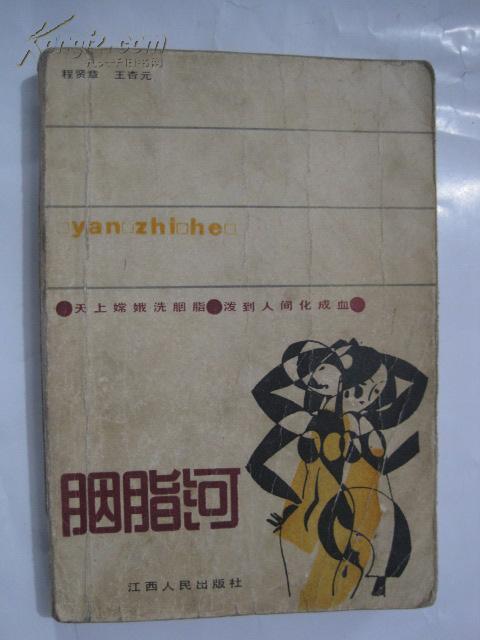 Kongfz.com
程贤章 王杏元
yan zhi he
天上嫦娥洗胭脂 泼到人间化成血
胭脂河
江西人民出版社